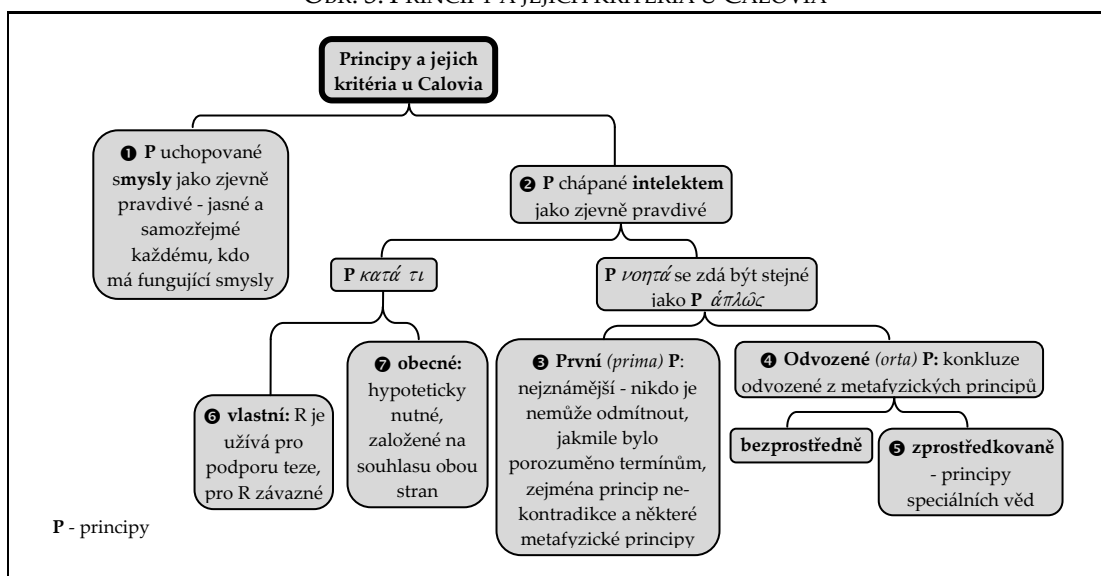 OBR. 3. PRINCIPY A JEJICH KRITÉRIA U CALOVIA
Principy a jejich
kritéria u Calovia
❶ P uchopované
smysly jako zjevně
pravdivé - jasné a
samozřejmé
každému, kdo
má fungující smysly
❷ P chápané intelektem
jako zjevně pravdivé
P κατά τι
P νοητά se zdá být stejné
jako P ἁπλῶς
❻ vlastní: R je
užívá pro
podporu teze,
pro R závazné
❼ obecné:
hypoteticky
nutné,
založené na
souhlasu obou
stran
❸ První (prima) P:
nejznámější - nikdo je
nemůže odmítnout,
jakmile bylo
porozuměno termínům,
zejména princip ne-
kontradikce a některé
metafyzické principy
❹ Odvozené (orta) P: konkluze
odvozené z metafyzických principů
bezprostředně
❺ zprostředkovaně
- principy
speciálních věd
P - principy